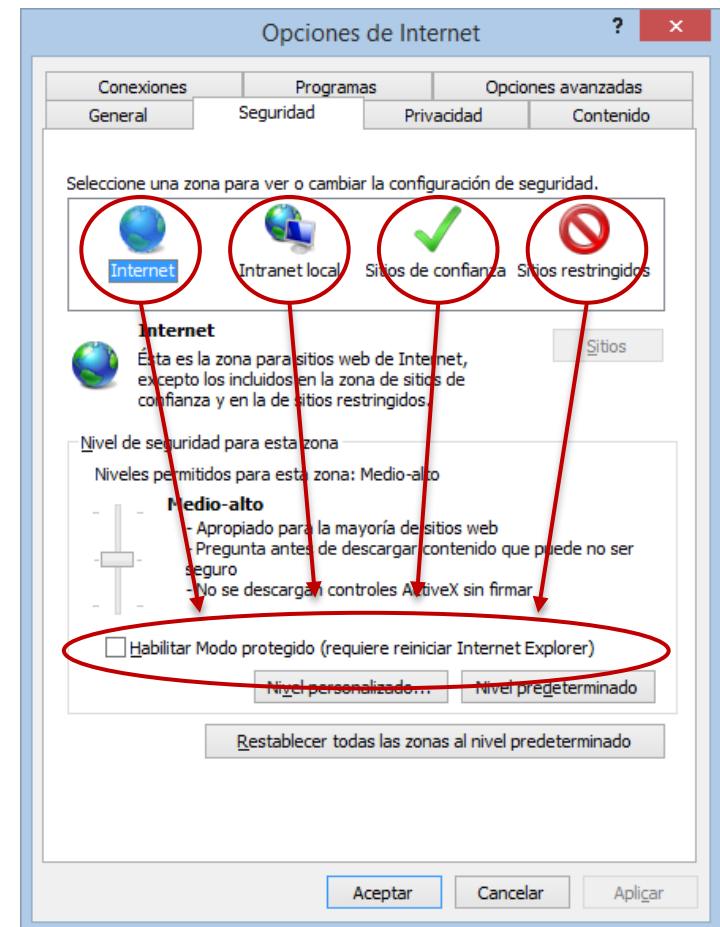 Opciones de Internet
?
×
Conexiones
Programas
Opciones avanzadas
General
Seguridad
Privacidad
Contenido
Seleccione una zona para ver o cambiar la configuración de seguridad.
Internet
Intranet local
Sitios de confianza
Sitios restringidos
Internet
Ésta es la zona para sitios web de Internet,
excepto los incluidos en la zona de sitios de
confianza y en la de sitios restringidos.
Sitios
Nivel de seguridad para esta zona
Niveles permitidos para esta zona: Medio-alto
Medio-alto
- Apropiado para la mayoría de sitios web
- Pregunta antes de descargar contenido que puede no ser
seguro
- No se descargan controles ActiveX sin firmar
Habilitar Modo protegido (requiere reiniciar Internet Explorer)
Nivel personalizado...
Nivel predeterminado
Restablecer todas las zonas al nivel predeterminado
Aceptar
Cancelar
Aplicar